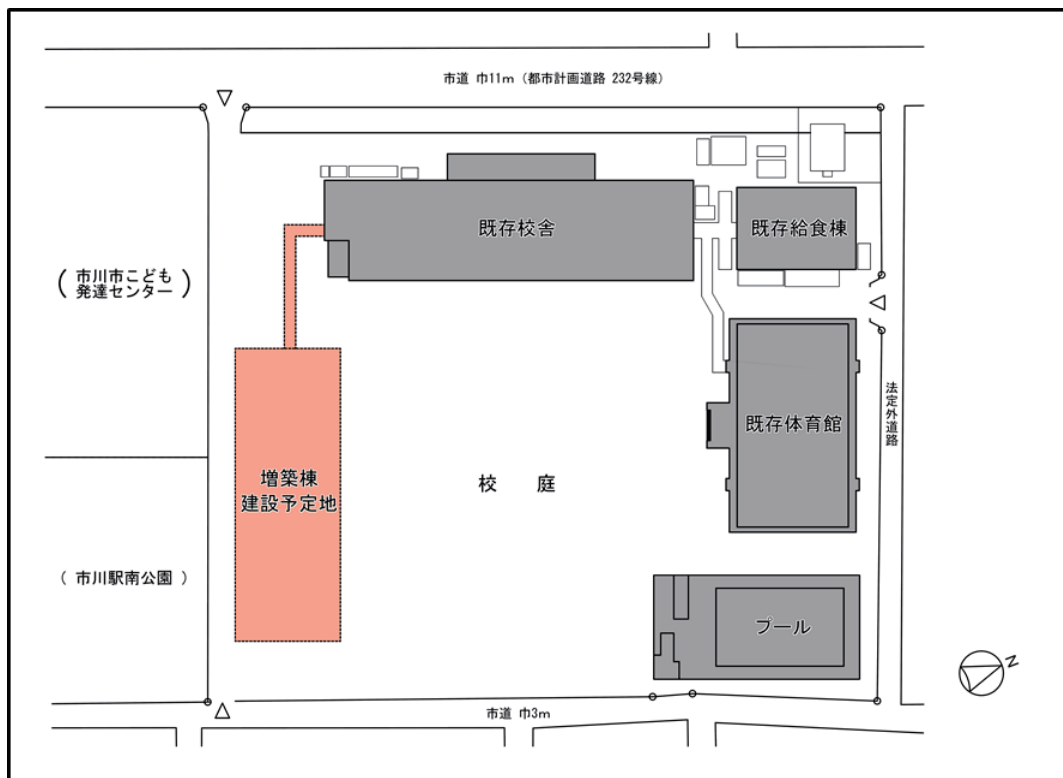 市道 巾11m（都市計画道路 232号線）
既存校舎
既存給食棟
（市川市こども
発達センター）
法定外道路
既存体育館
増築棟
建設予定地
校　庭
（ 市川駅南公園 ）
プール
N
市道 巾3m